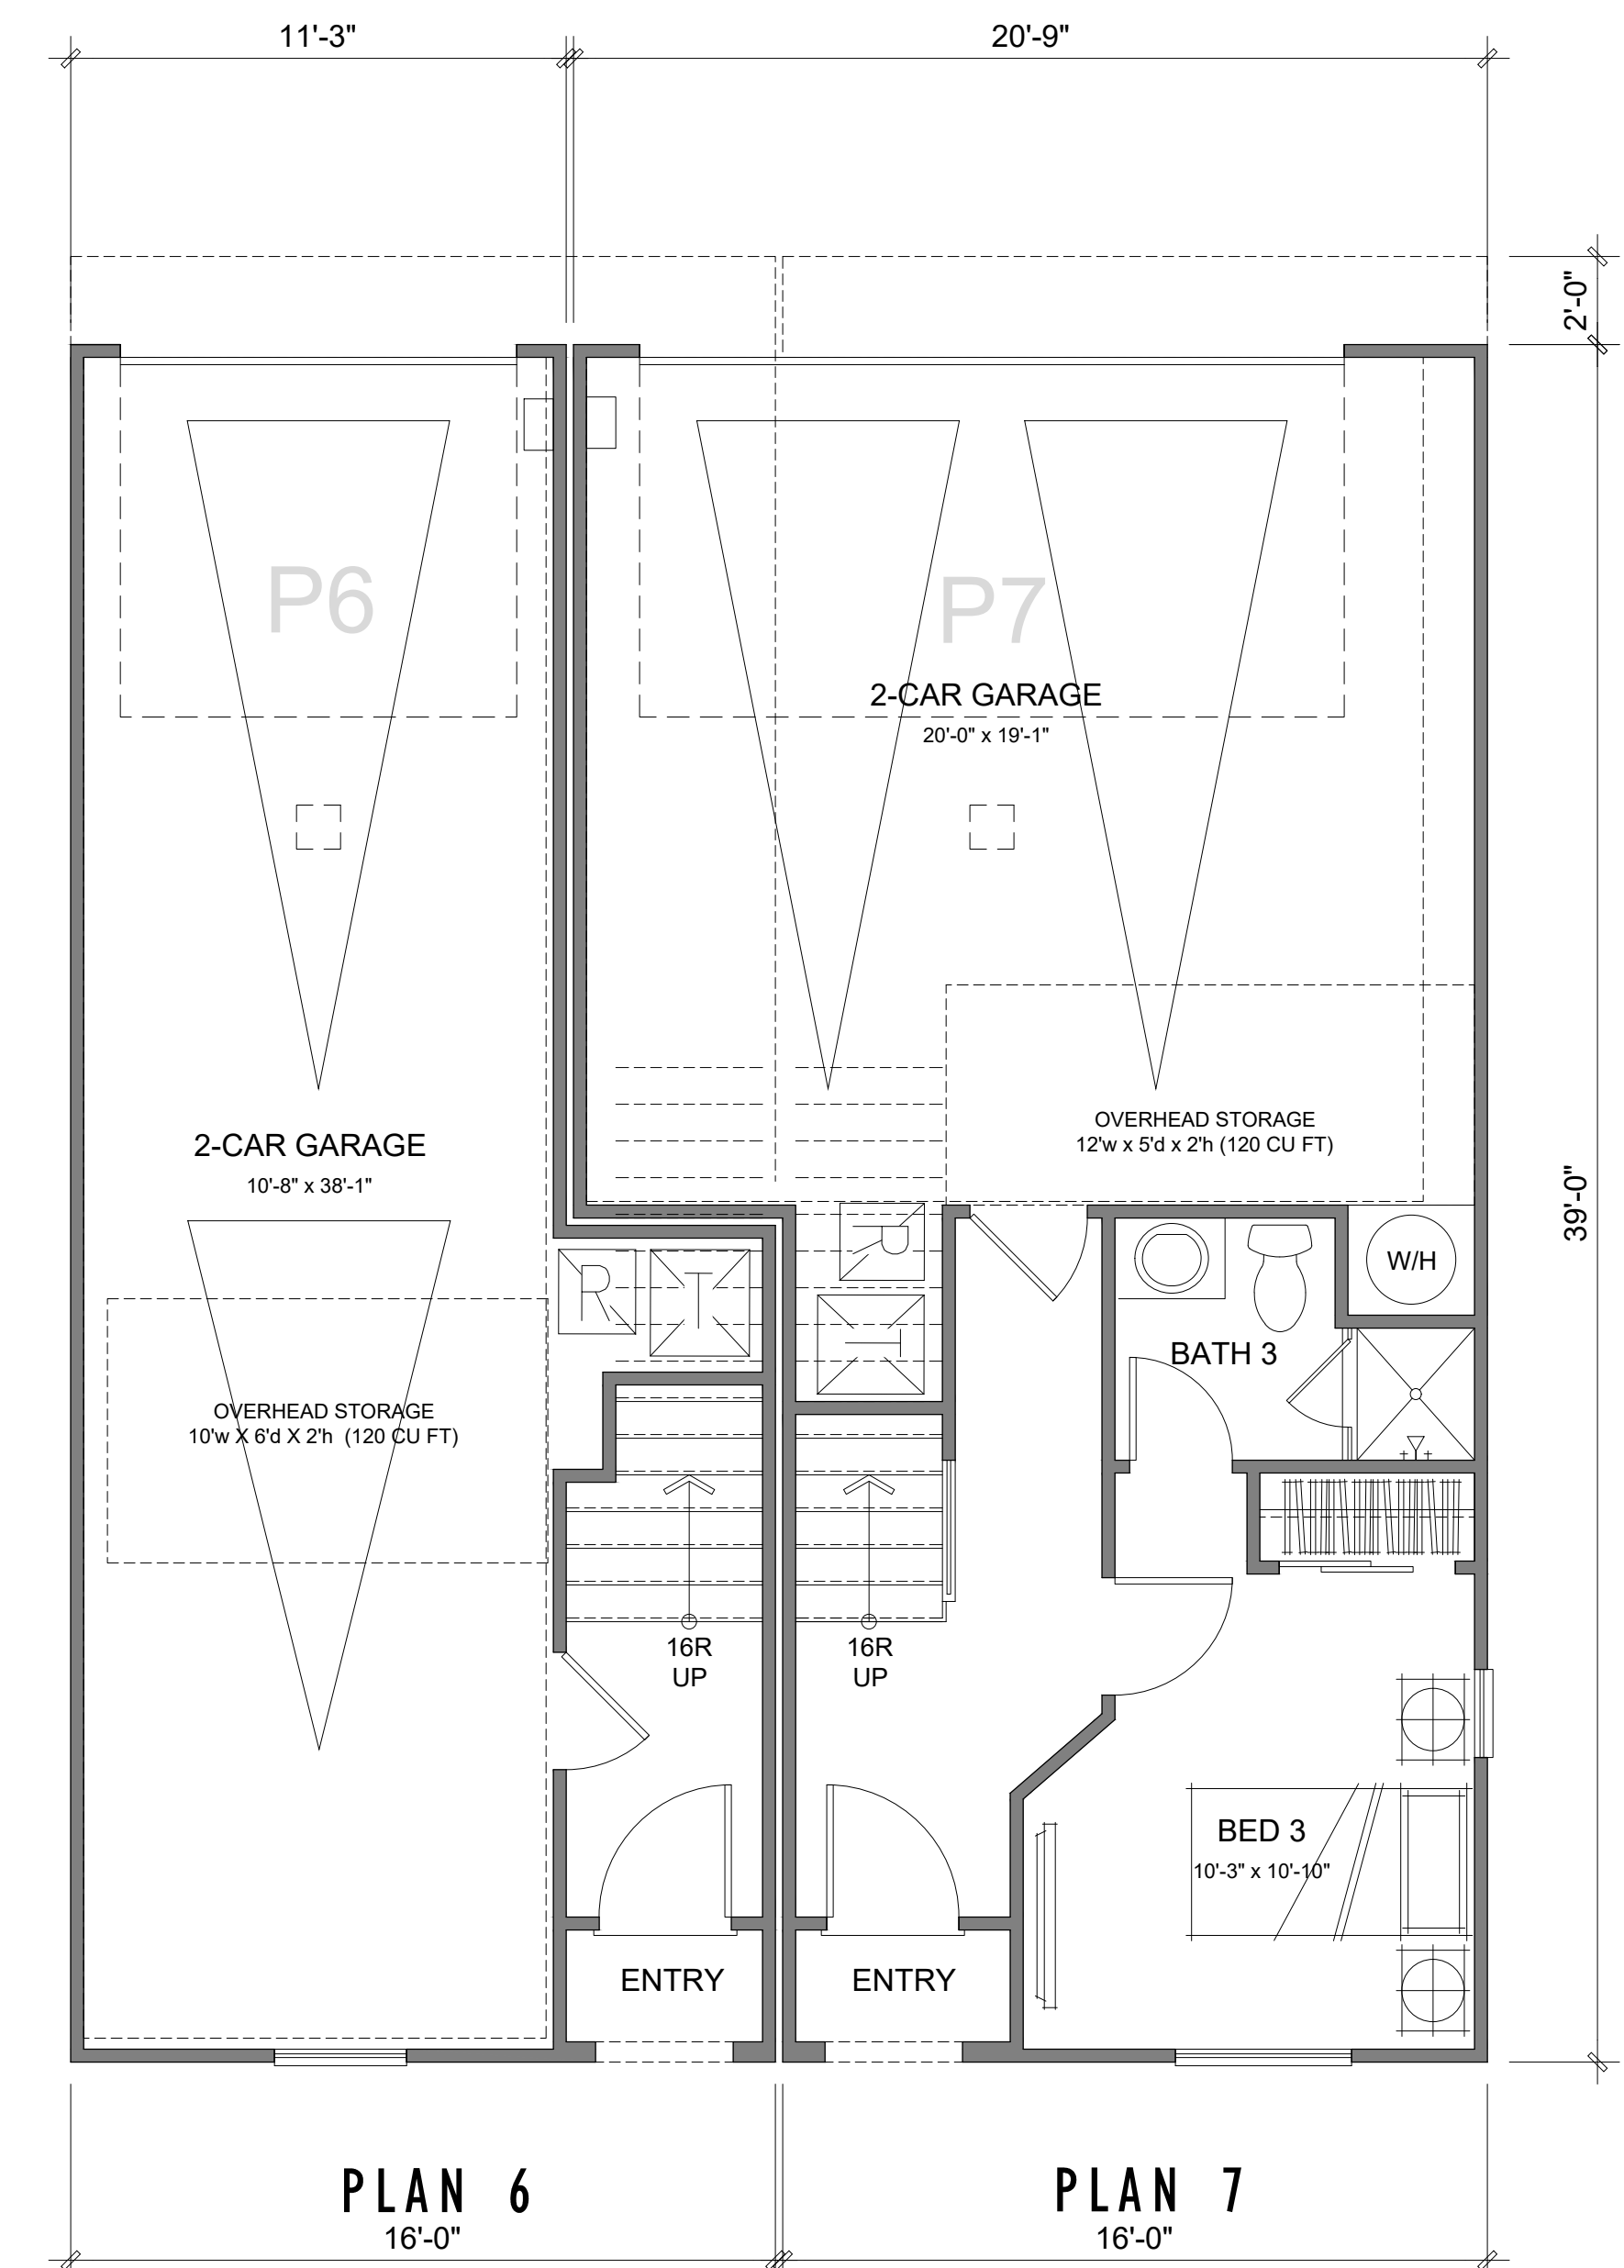 11'-3"
20'-9"
2'-0"
P6
P7
2-CAR GARAGE
20'-0" x 19'-1"
OVERHEAD STORAGE
12'w x 5'd x 2'h (120 CU FT)
2-CAR GARAGE
10'-8" x 38'-1"
39'-0"
R
T
R
T
W/H
BATH 3
OVERHEAD STORAGE
10'w X 6'd X 2'h (120 CU FT)
16R
UP
16R
UP
BED 3
10'-3" x 10'-10"
ENTRY
ENTRY
PLAN 6
16'-0"
PLAN 7
16'-0"